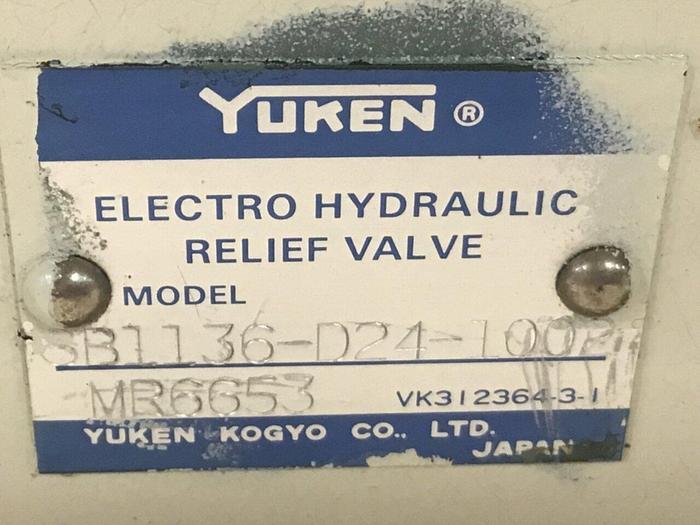 YUKEN ®
ELECTRO HYDRAULIC
RELIEF VALVE
MODEL
SB1136-D24-100
MR6653 VK312364-3-1
YUKEN KOGYO CO., LTD.
JAPAN